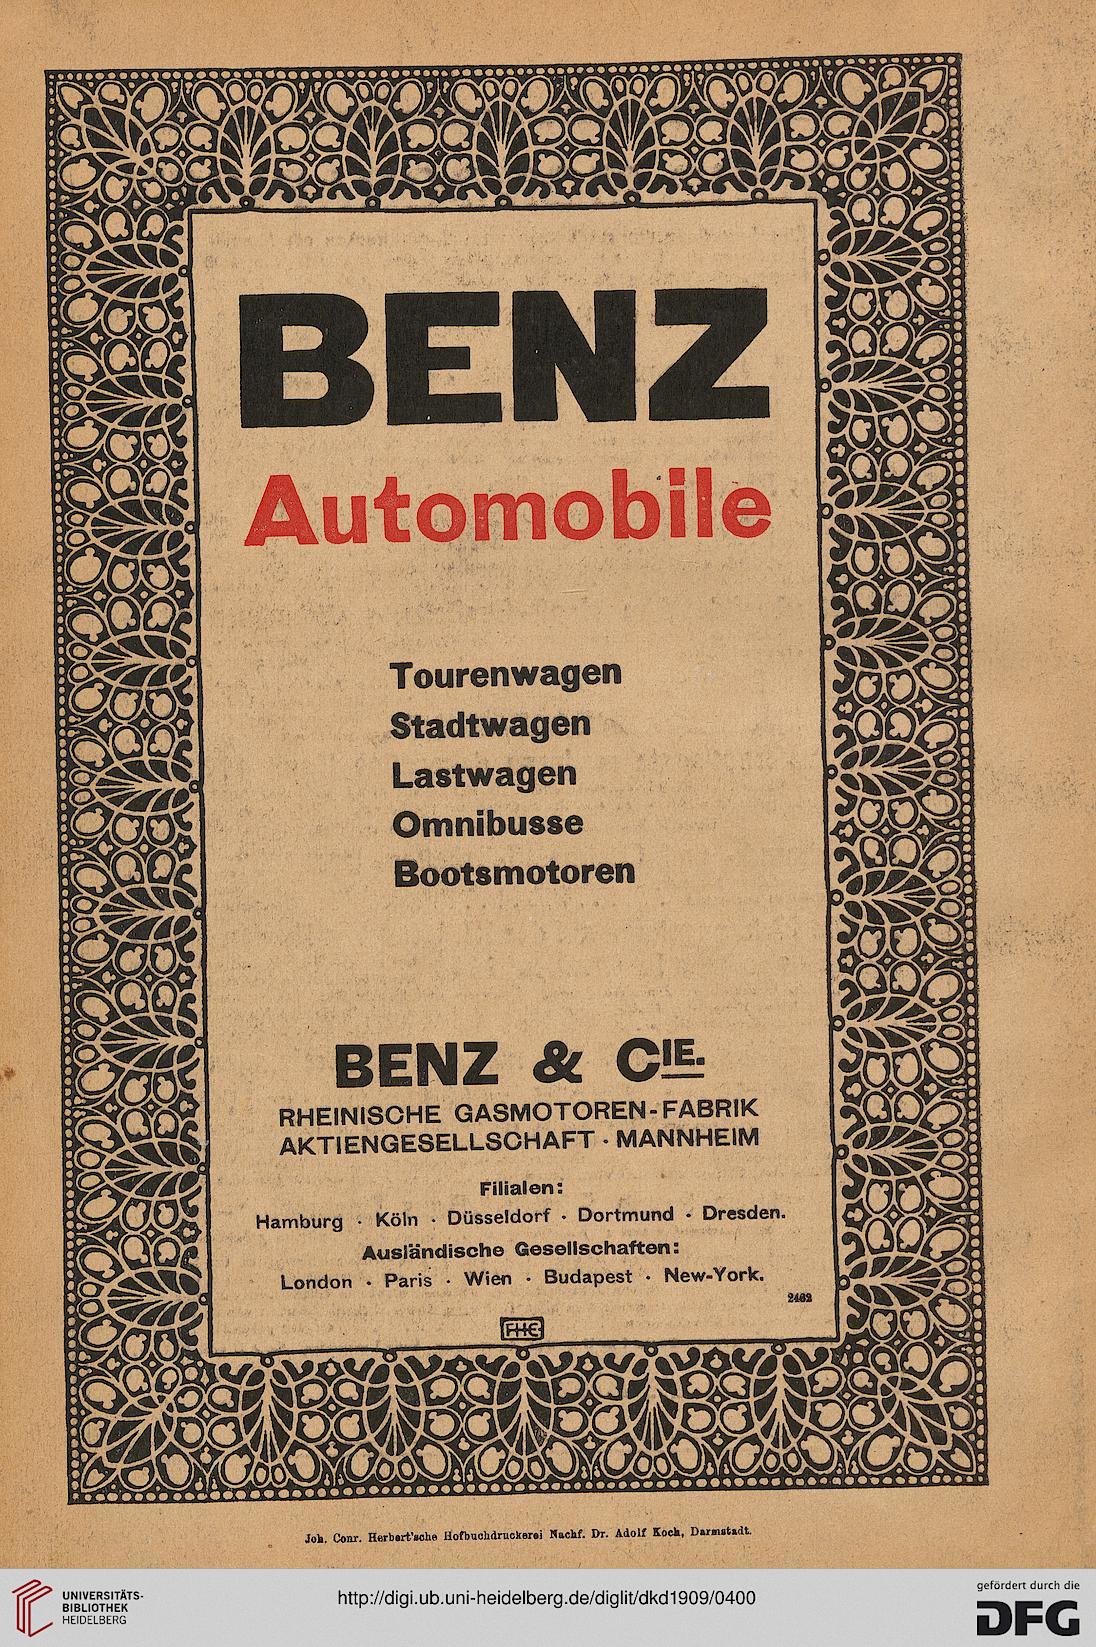 BENZ
Automobile
Tourenwagen
Stadtwagen
Lastwagen
Omnibusse
Bootsmotoren
BENZ & CIE.
RHEINISCHE GASMOTOREN-FABRIK
AKTIENGESELLSCHAFT · MANNHEIM
Filialen:
Hamburg · Köln · Düsseldorf · Dortmund · Dresden.
Ausländische Gesellschaften:
London · Paris · Wien · Budapest · New-York.
2462
FHE
Joh. Conr. Herbert'sche Hofbuchdruckerei Nachf. Dr. Adolf Koch, Darmstadt.
UNIVERSITÄTS-
BIBLIOTHEK
HEIDELBERG
http://digi.ub.uni-heidelberg.de/diglit/dkd1909/0400
gefördert durch die
DFG